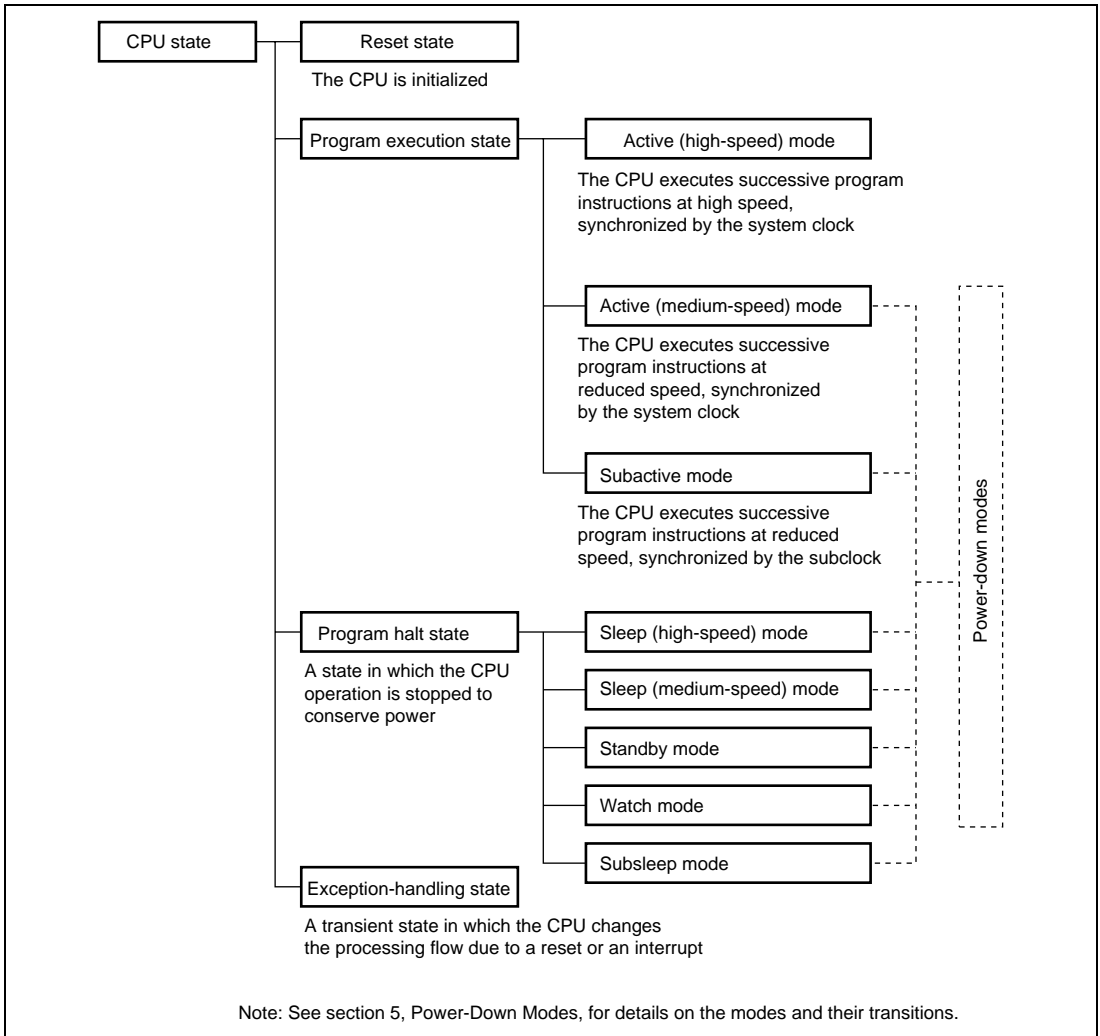 CPU state
Reset state
The CPU is initialized
Program execution state
Active (high-speed) mode
The CPU executes successive program
instructions at high speed,
synchronized by the system clock
Active (medium-speed) mode
The CPU executes successive
program instructions at
reduced speed, synchronized
by the system clock
Subactive mode
The CPU executes successive
program instructions at reduced
speed, synchronized by the subclock
Power-down modes
Program halt state
A state in which the CPU
operation is stopped to
conserve power
Sleep (high-speed) mode
Sleep (medium-speed) mode
Standby mode
Watch mode
Subsleep mode
Exception-handling state
A transient state in which the CPU changes
the processing flow due to a reset or an interrupt
Note: See section 5, Power-Down Modes, for details on the modes and their transitions.